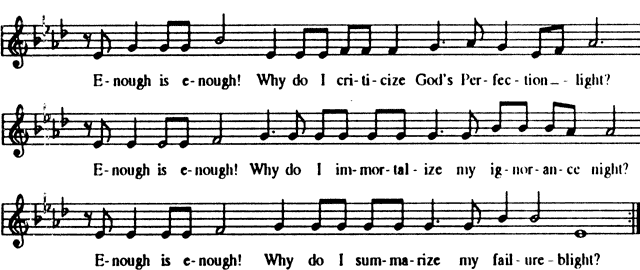 E - nough is e - nough! Why do I cri - ti - cize God's Per - fec - tion - - light?
E - nough is e - nough! Why do I im - mor - tal - ize my ig - nor - an - ce night?
E - nough is e - nough! Why do I sum - ma - rize my fail - ure - blight?